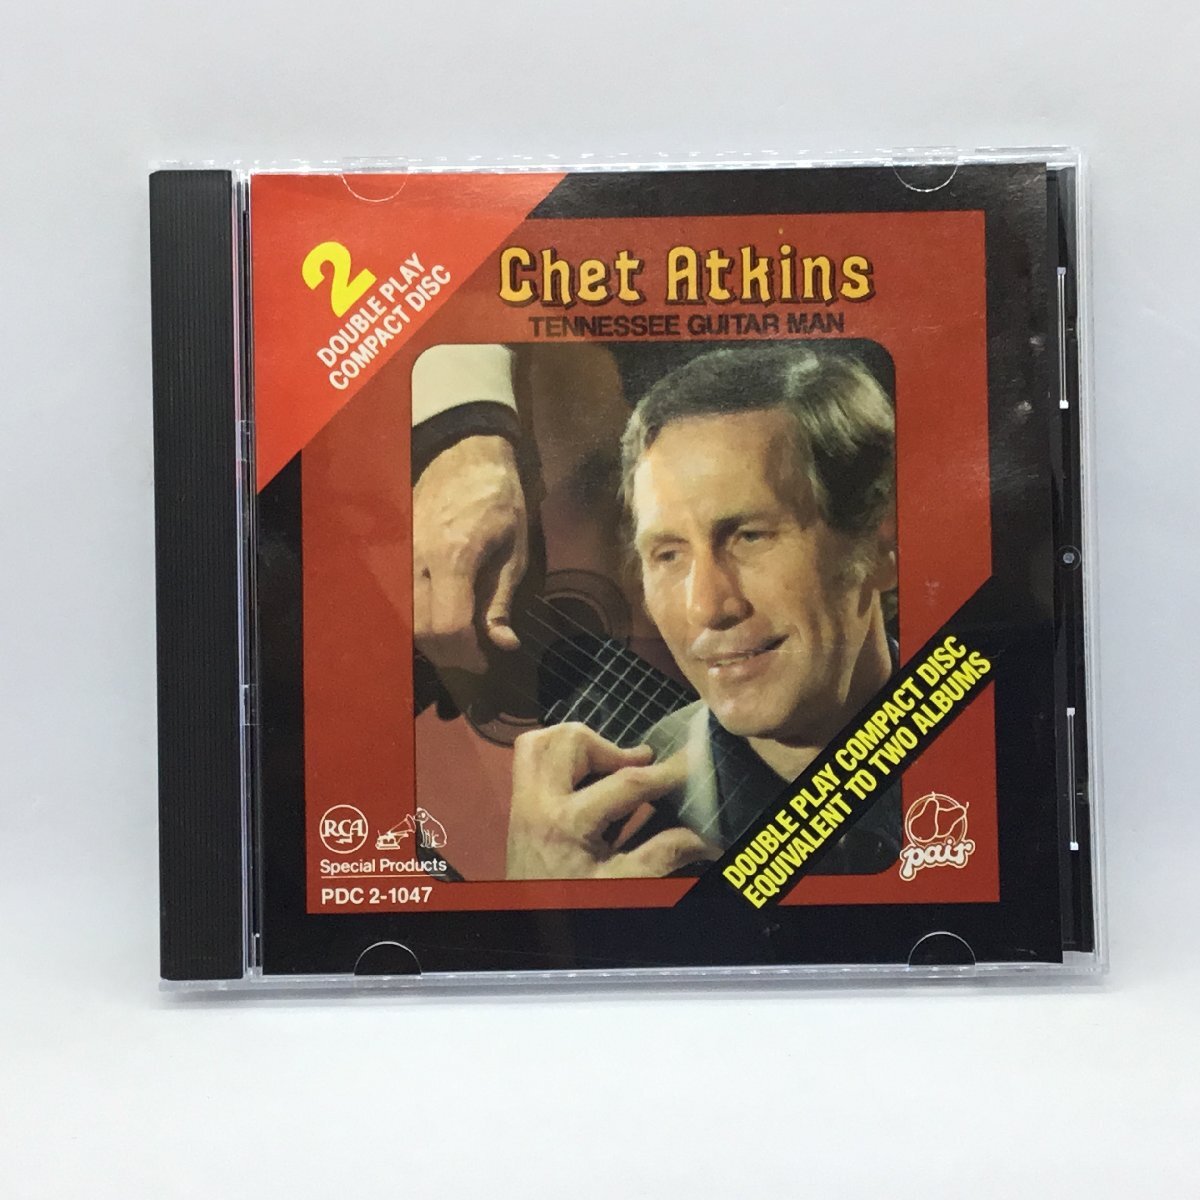 2
DOUBLE PLAY
COMPACT DISC
Chet Atkins
TENNESSEE GUITAR MAN
DOUBLE PLAY COMPACT DISC
EQUIVALENT TO TWO ALBUMS
RCA
Special Products
PDC 2-1047
pair